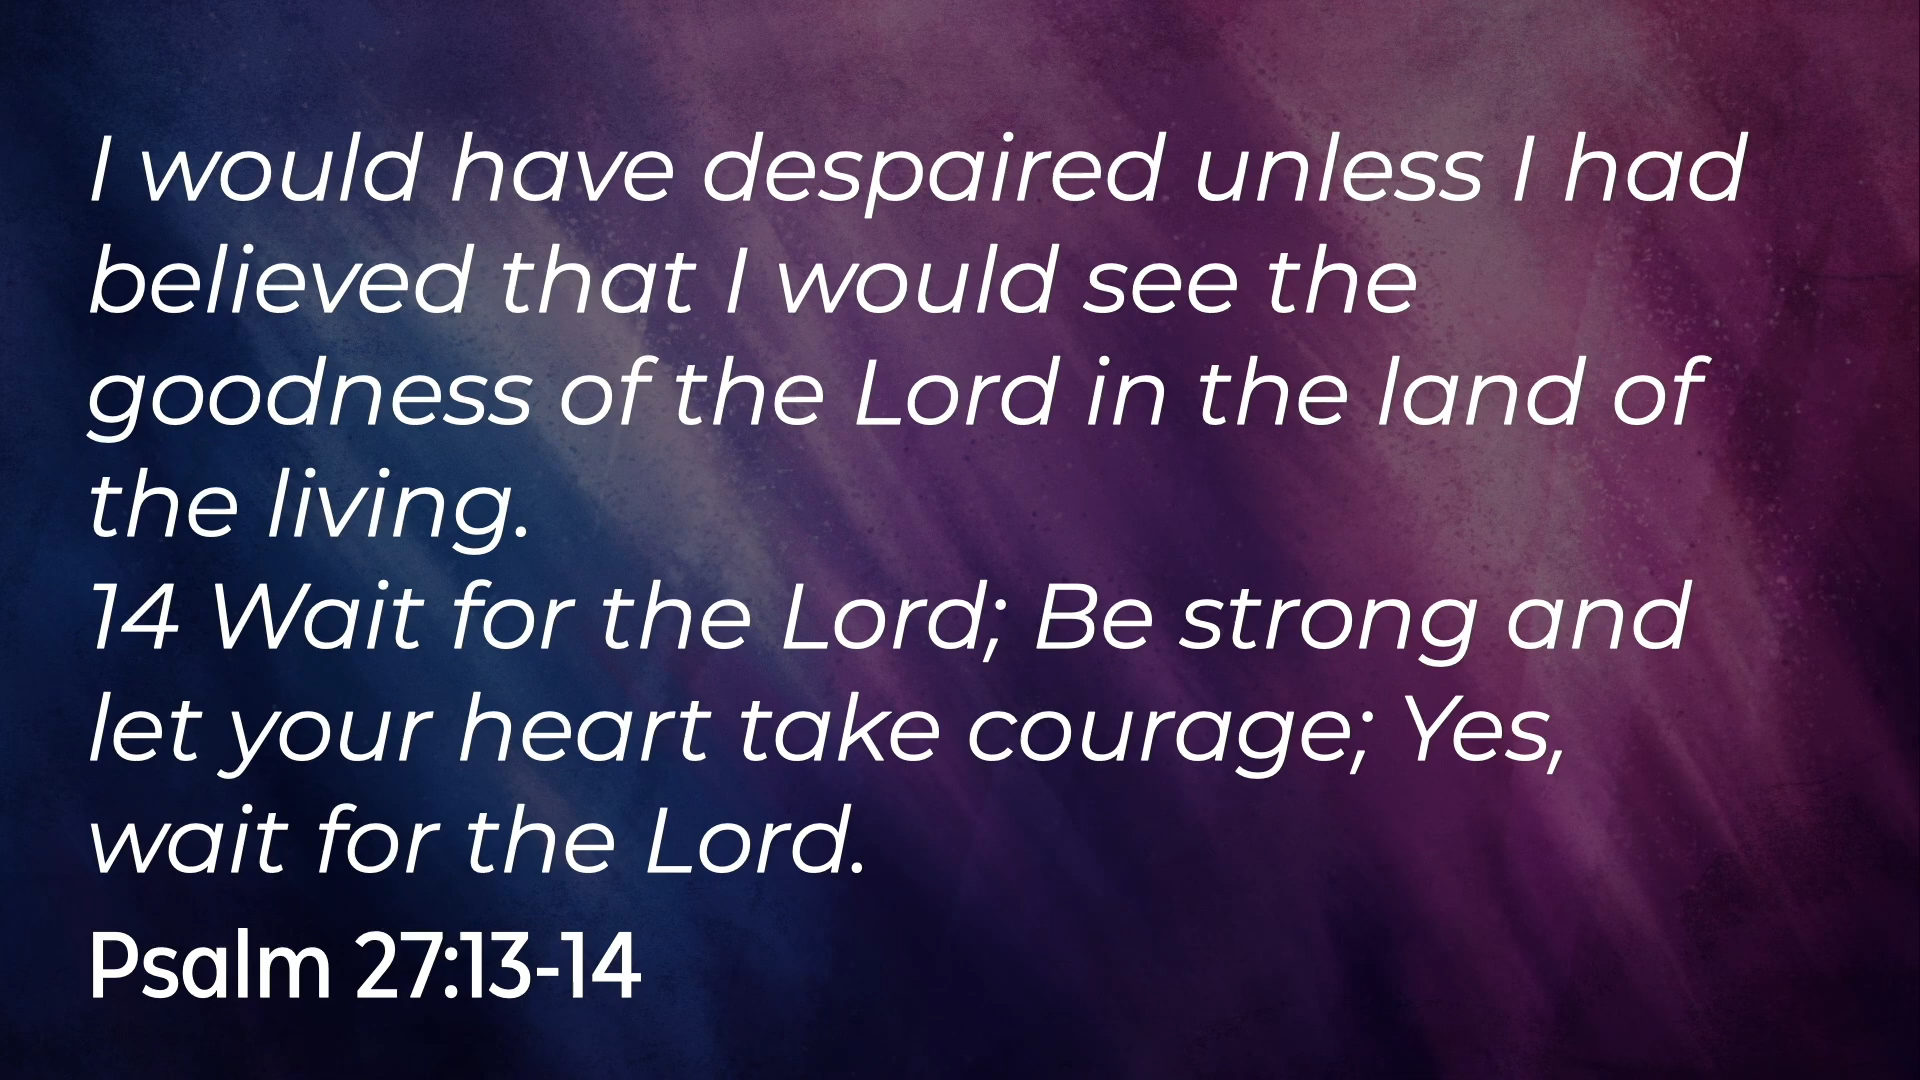 I would have despaired unless I had
believed that I would see the
goodness of the Lord in the land of
the living.
14 Wait for the Lord; Be strong and
let your heart take courage; Yes,
wait for the Lord.
Psalm 27:13-14